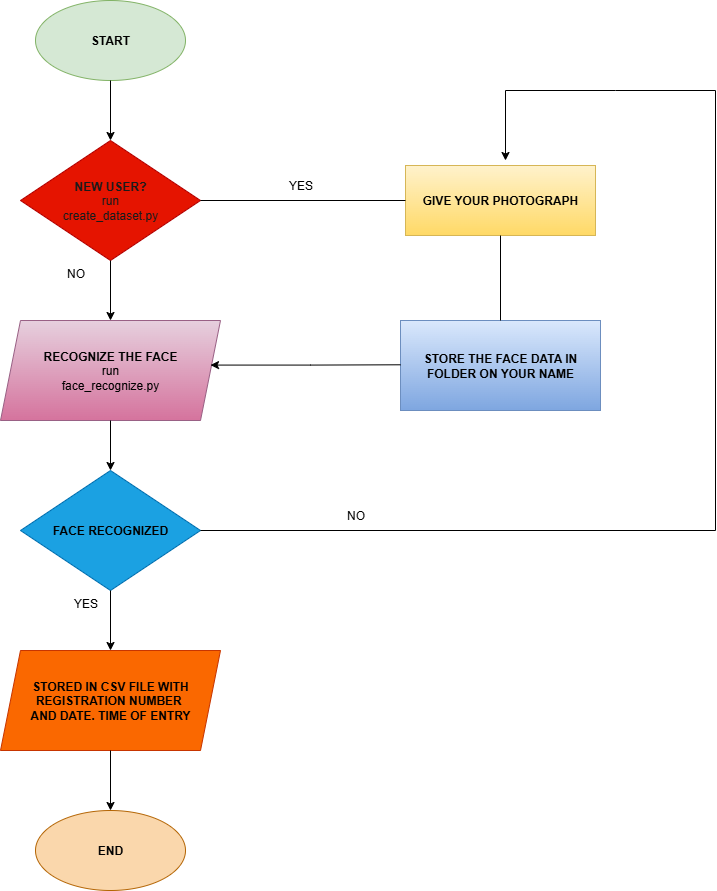 START
NEW USER?
run
create_dataset.py
YES
GIVE YOUR PHOTOGRAPH
NO
RECOGNIZE THE FACE
run
face_recognize.py
STORE THE FACE DATA IN
FOLDER ON YOUR NAME
FACE RECOGNIZED
NO
YES
STORED IN CSV FILE WITH
REGISTRATION NUMBER
AND DATE. TIME OF ENTRY
END